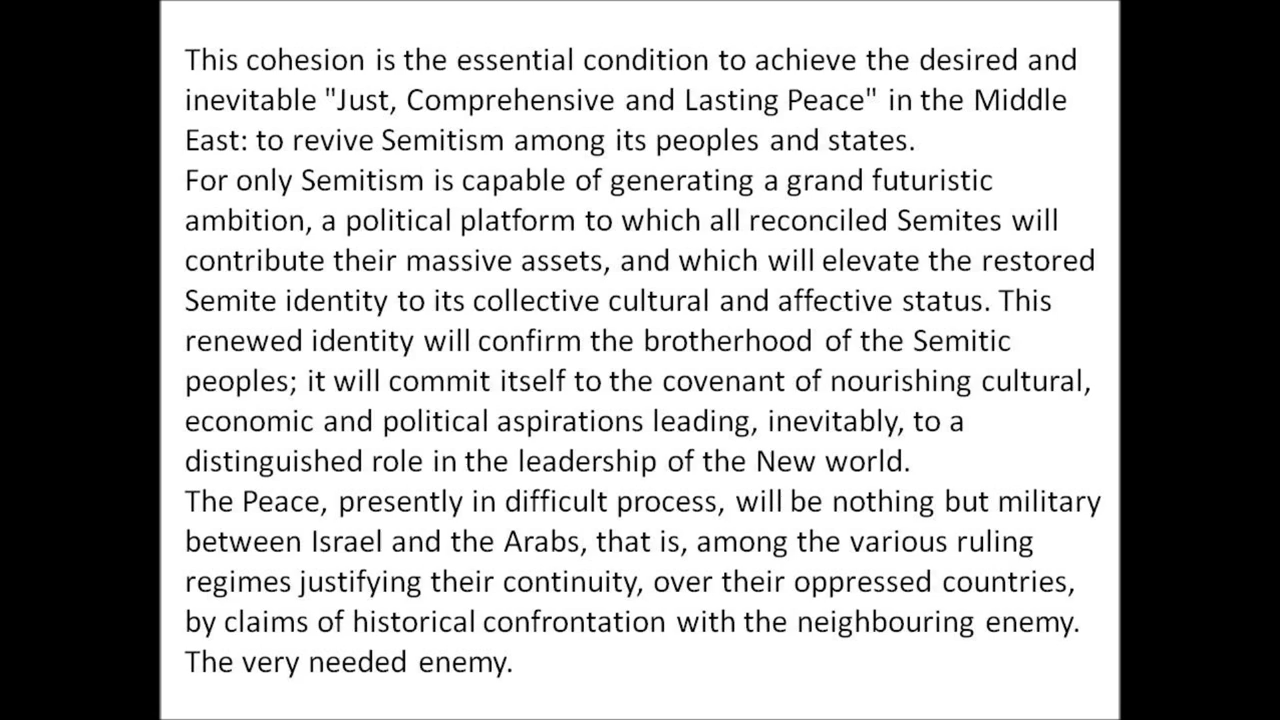 This cohesion is the essential condition to achieve the desired and
inevitable "Just, Comprehensive and Lasting Peace" in the Middle
East: to revive Semitism among its peoples and states.
For only Semitism is capable of generating a grand futuristic
ambition, a political platform to which all reconciled Semites will
contribute their massive assets, and which will elevate the restored
Semite identity to its collective cultural and affective status. This
renewed identity will confirm the brotherhood of the Semitic
peoples; it will commit itself to the covenant of nourishing cultural,
economic and political aspirations leading, inevitably, to a
distinguished role in the leadership of the New world.
The Peace, presently in difficult process, will be nothing but military
between Israel and the Arabs, that is, among the various ruling
regimes justifying their continuity, over their oppressed countries,
by claims of historical confrontation with the neighbouring enemy.
The very needed enemy.